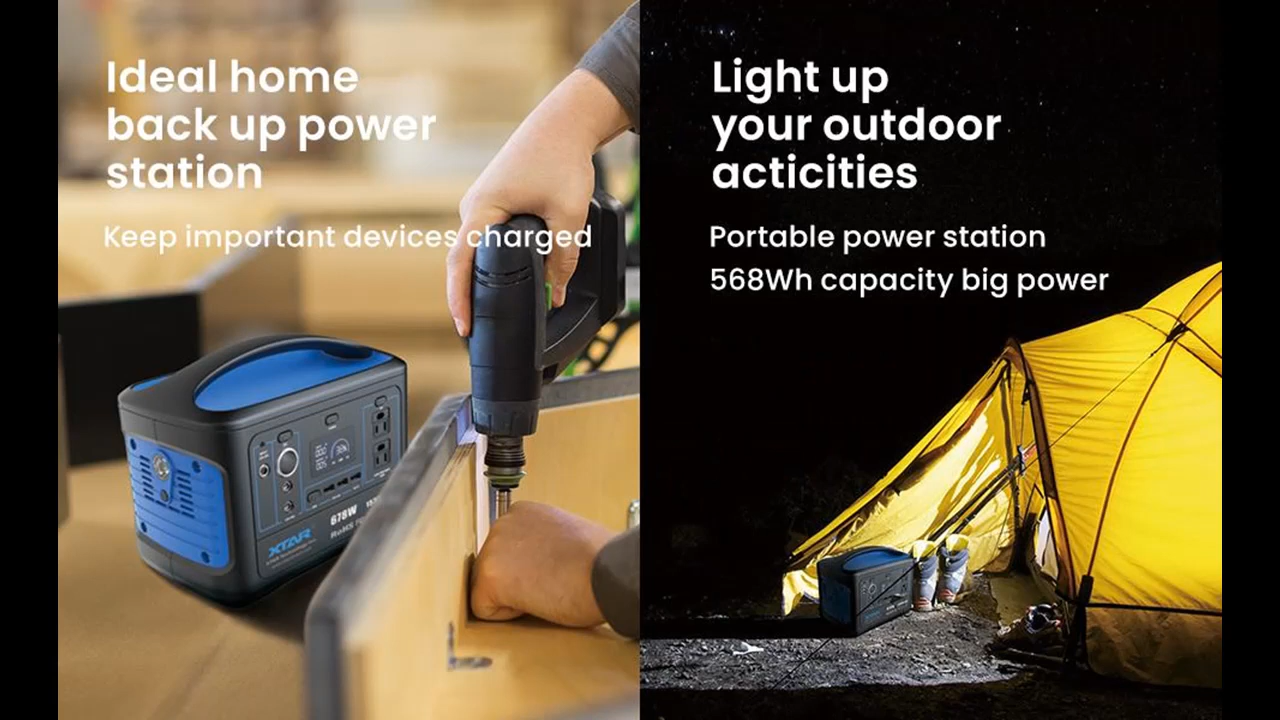 Ideal home
back up power
station
Keep important devices charged
XTAR
678W
RoHS
Light up
your outdoor
acticities
Portable power station
568Wh capacity big power